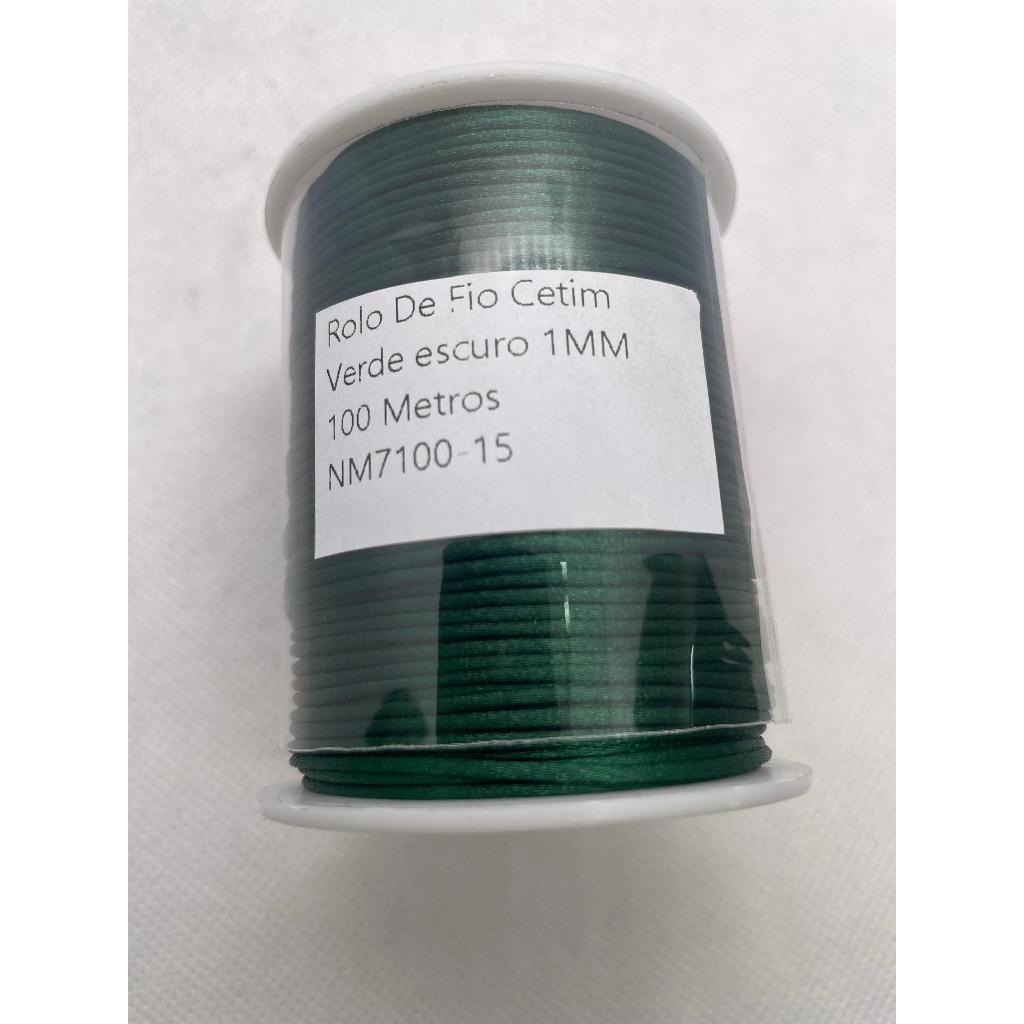 Rolo De Fio Cetim
Verde escuro 1MM
100 Metros
NM7100-15